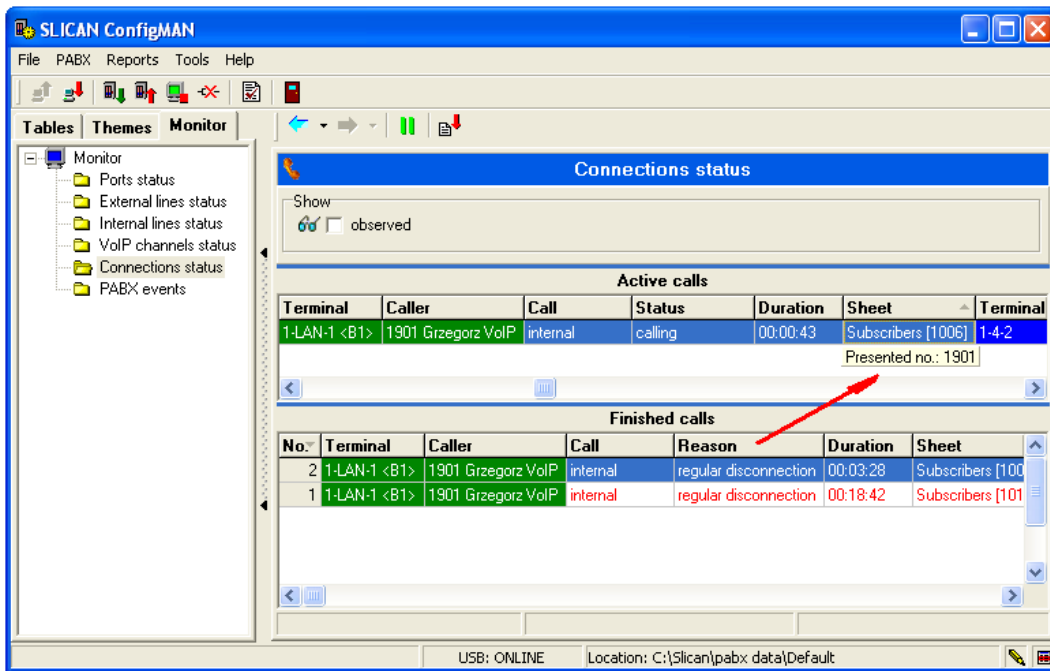 SLICAN ConfigMAN
File PABX Reports Tools Help
Tables Themes Monitor
Monitor
Ports status
External lines status
Internal lines status
VoIP channels status
Connections status
PABX events
Connections status
Show
observed
Active calls
Terminal Caller Call Status Duration Sheet Terminal
1-LAN-1 <B1> 1901 Grzegorz VoIP internal calling 00:00:43 Subscribers [1006] 1-4-2
Presented no.: 1901
Finished calls
No. Terminal Caller Call Reason Duration Sheet
2 1-LAN-1 <B1> 1901 Grzegorz VoIP internal regular disconnection 00:03:28 Subscribers [100
1 1-LAN-1 <B1> 1901 Grzegorz VoIP internal regular disconnection 00:18:42 Subscribers [101
USB: ONLINE Location: C:\Slican\pabx data\Default